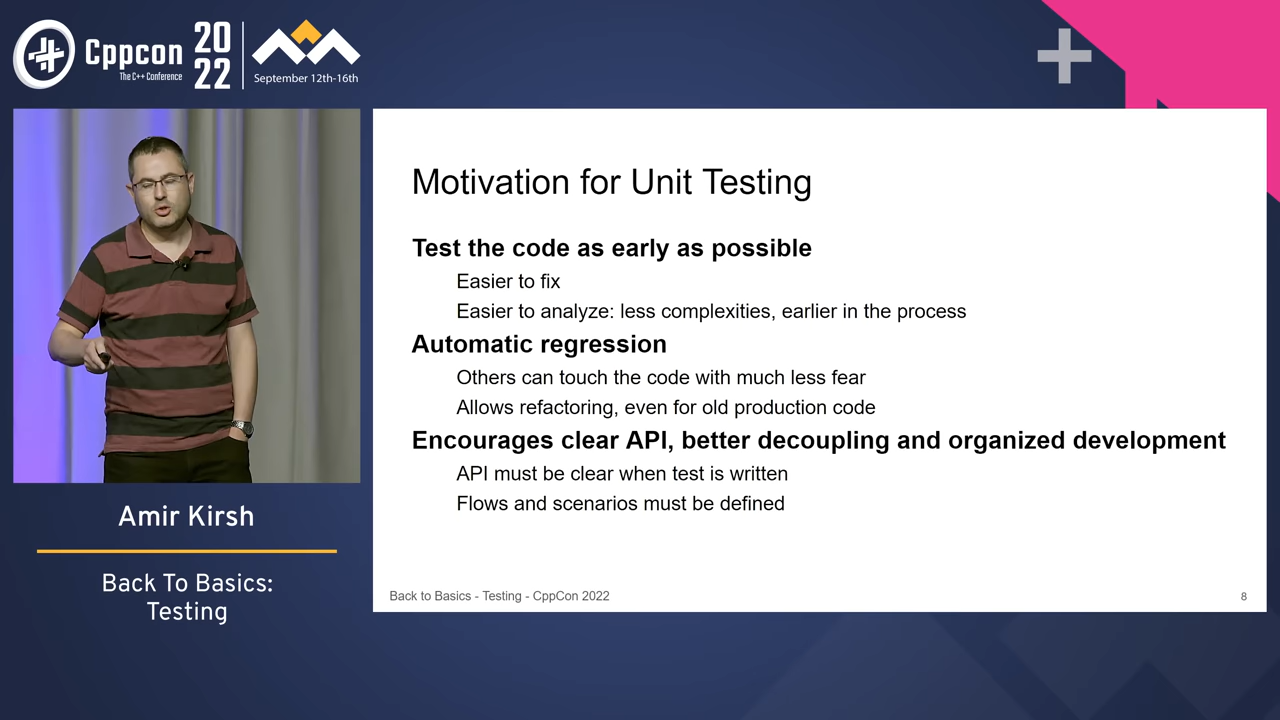 Cppcon
The C++ Conference
20
22
September 12th-16th
Motivation for Unit Testing
Test the code as early as possible
Easier to fix
Easier to analyze: less complexities, earlier in the process
Automatic regression
Others can touch the code with much less fear
Allows refactoring, even for old production code
Encourages clear API, better decoupling and organized development
API must be clear when test is written
Flows and scenarios must be defined
Back to Basics - Testing - CppCon 2022
8
Amir Kirsh
Back To Basics:
Testing